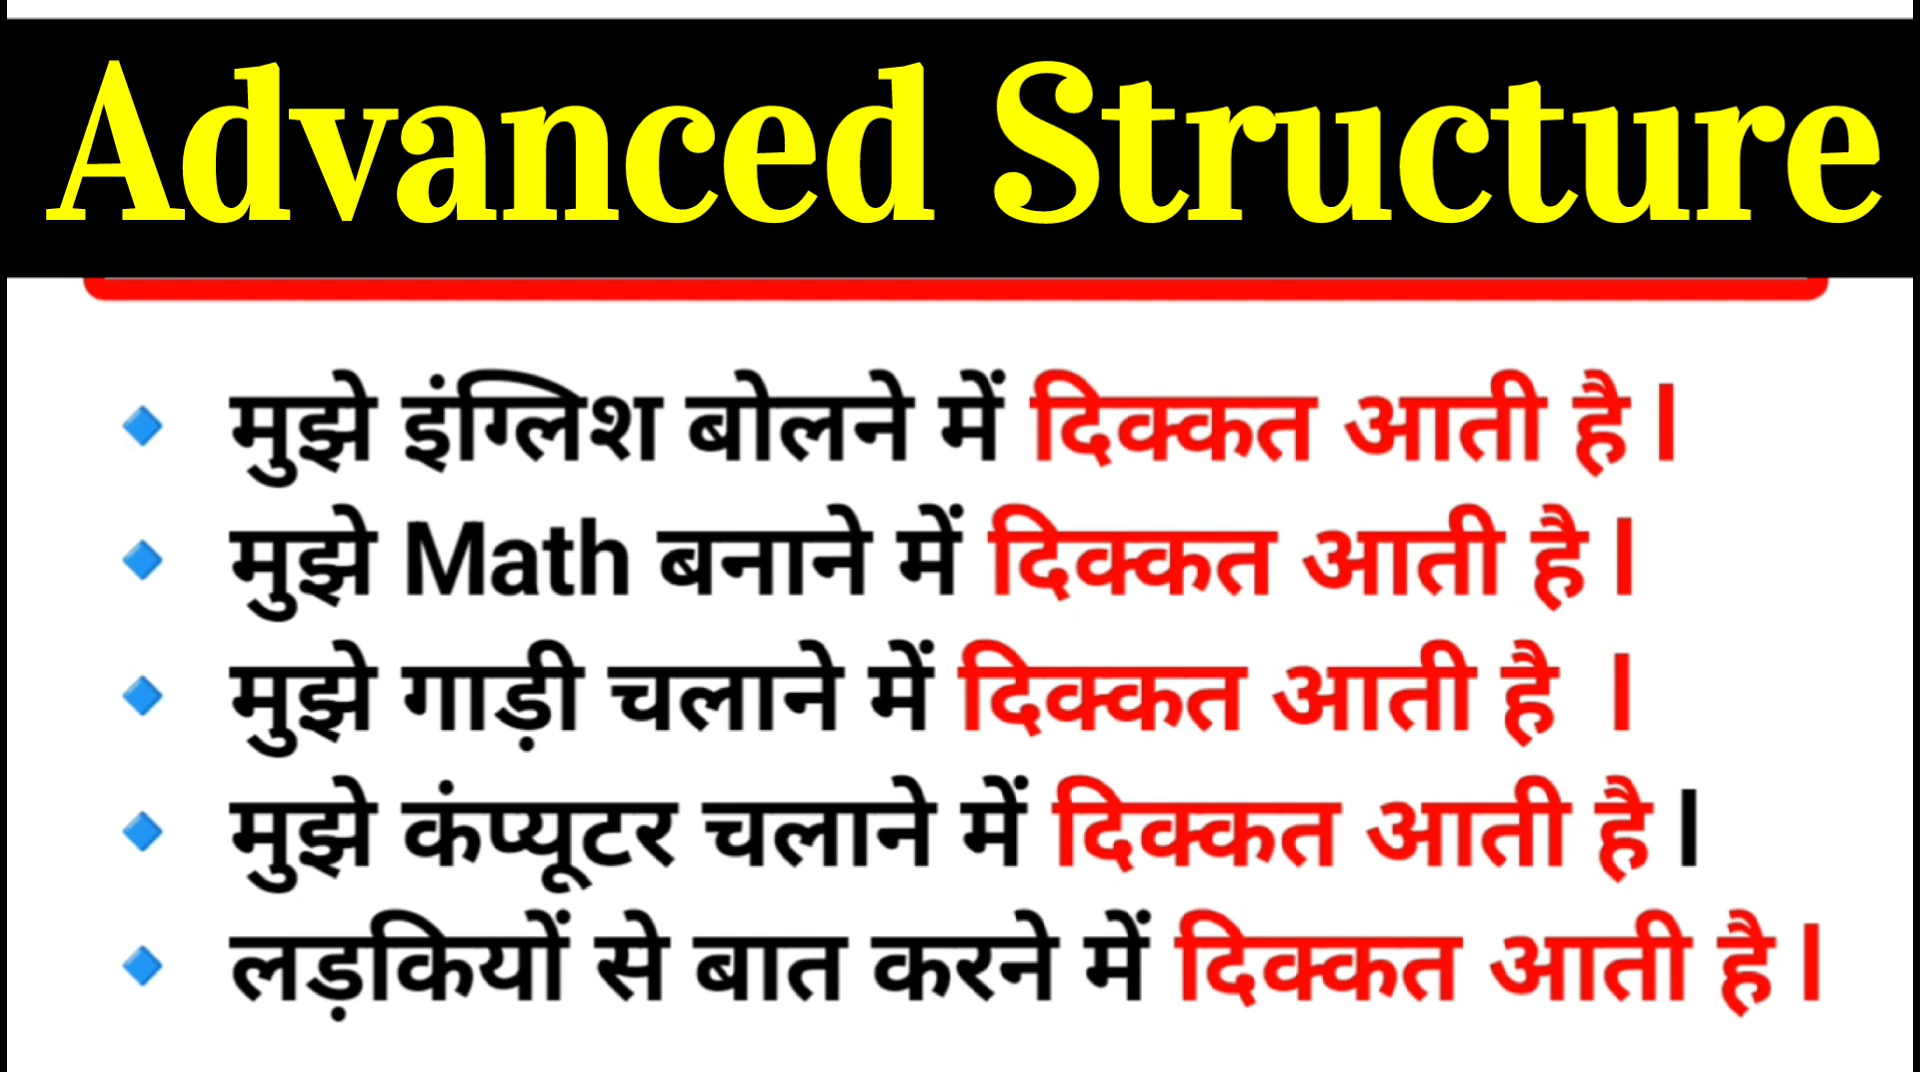 Advanced Structure
मुझे इंग्लिश बोलने में दिक्कत आती है।
मुझे Math बनाने में दिक्कत आती है।
मुझे गाड़ी चलाने में दिक्कत आती है ।
मुझे कंप्यूटर चलाने में दिक्कत आती है।
लड़कियों से बात करने में दिक्कत आती है।